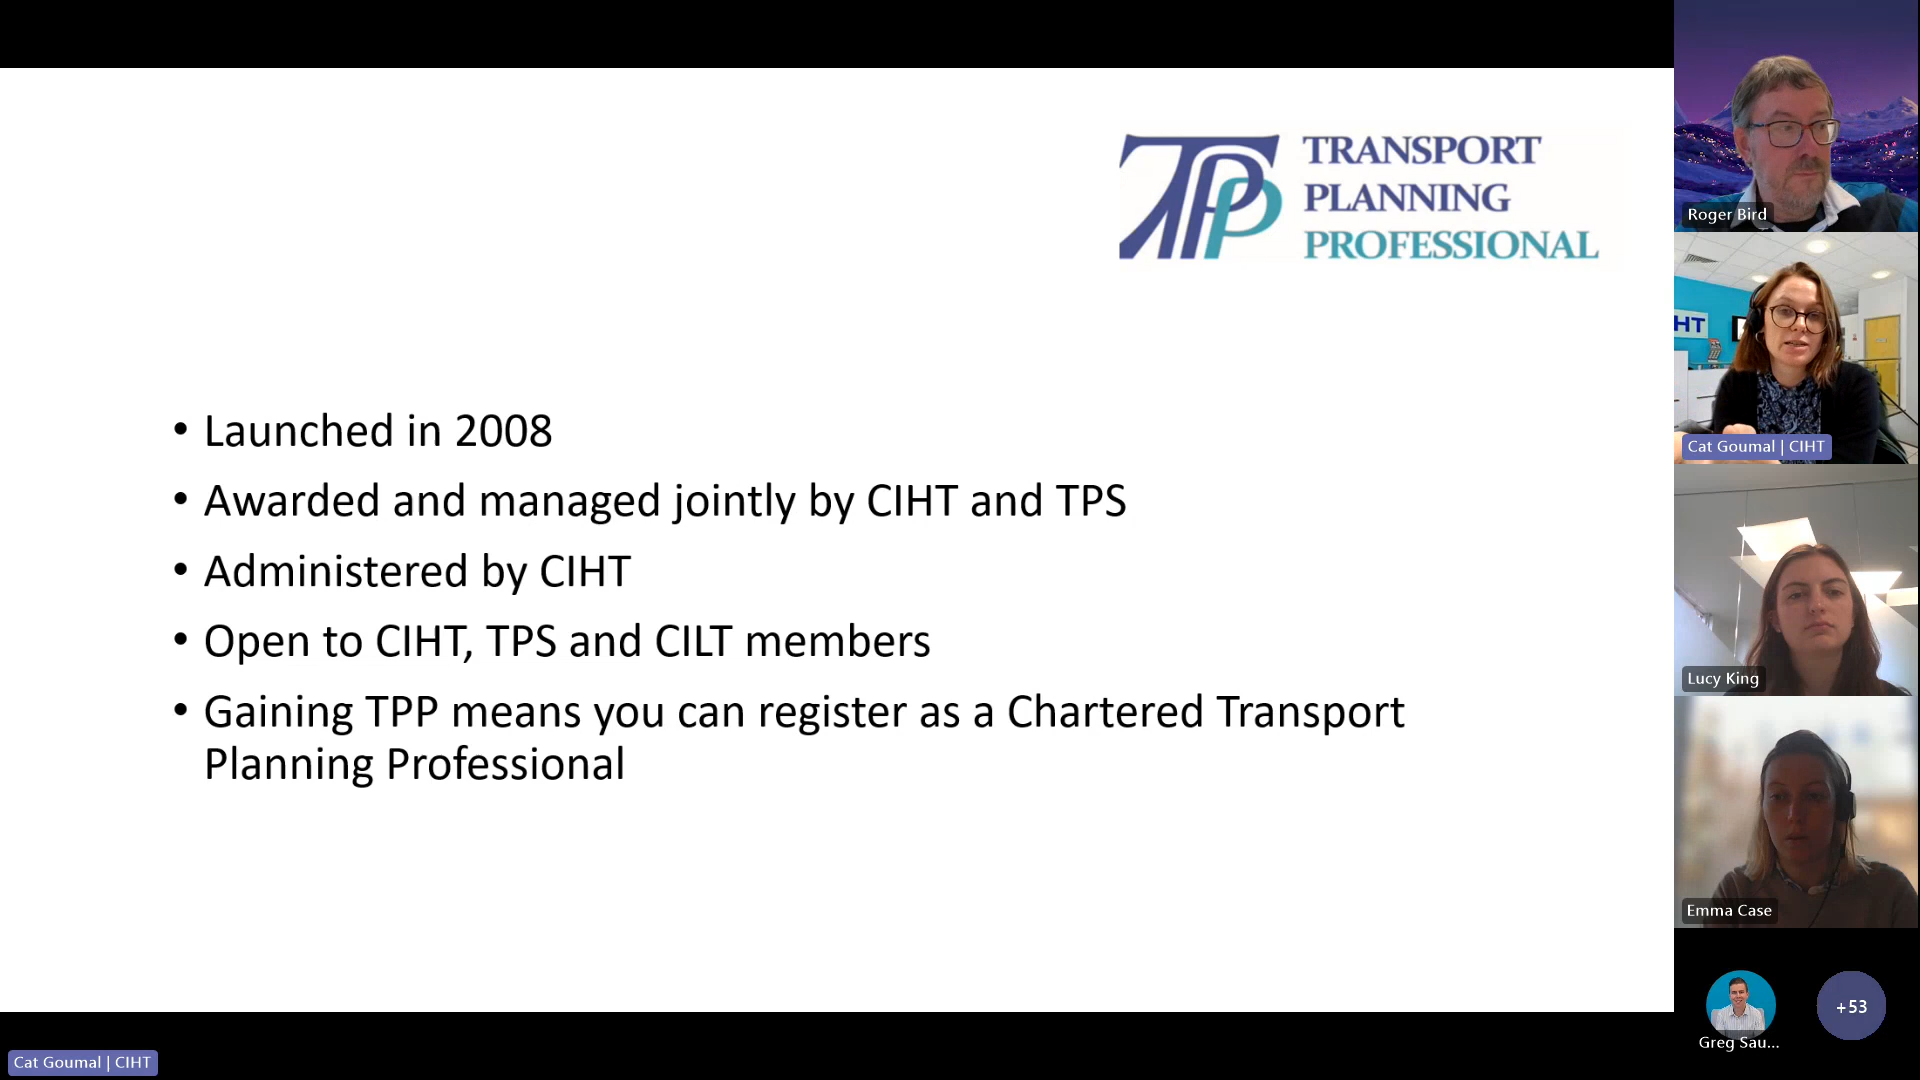 TRANSPORT
PLANNING
PROFESSIONAL
TPP
• Launched in 2008
• Awarded and managed jointly by CIHT and TPS
• Administered by CIHT
• Open to CIHT, TPS and CILT members
• Gaining TPP means you can register as a Chartered Transport
Planning Professional
Roger Bird
HT
Cat Goumal | CIHT
Lucy King
Emma Case
Greg Sau...
+53
Cat Goumal | CIHT